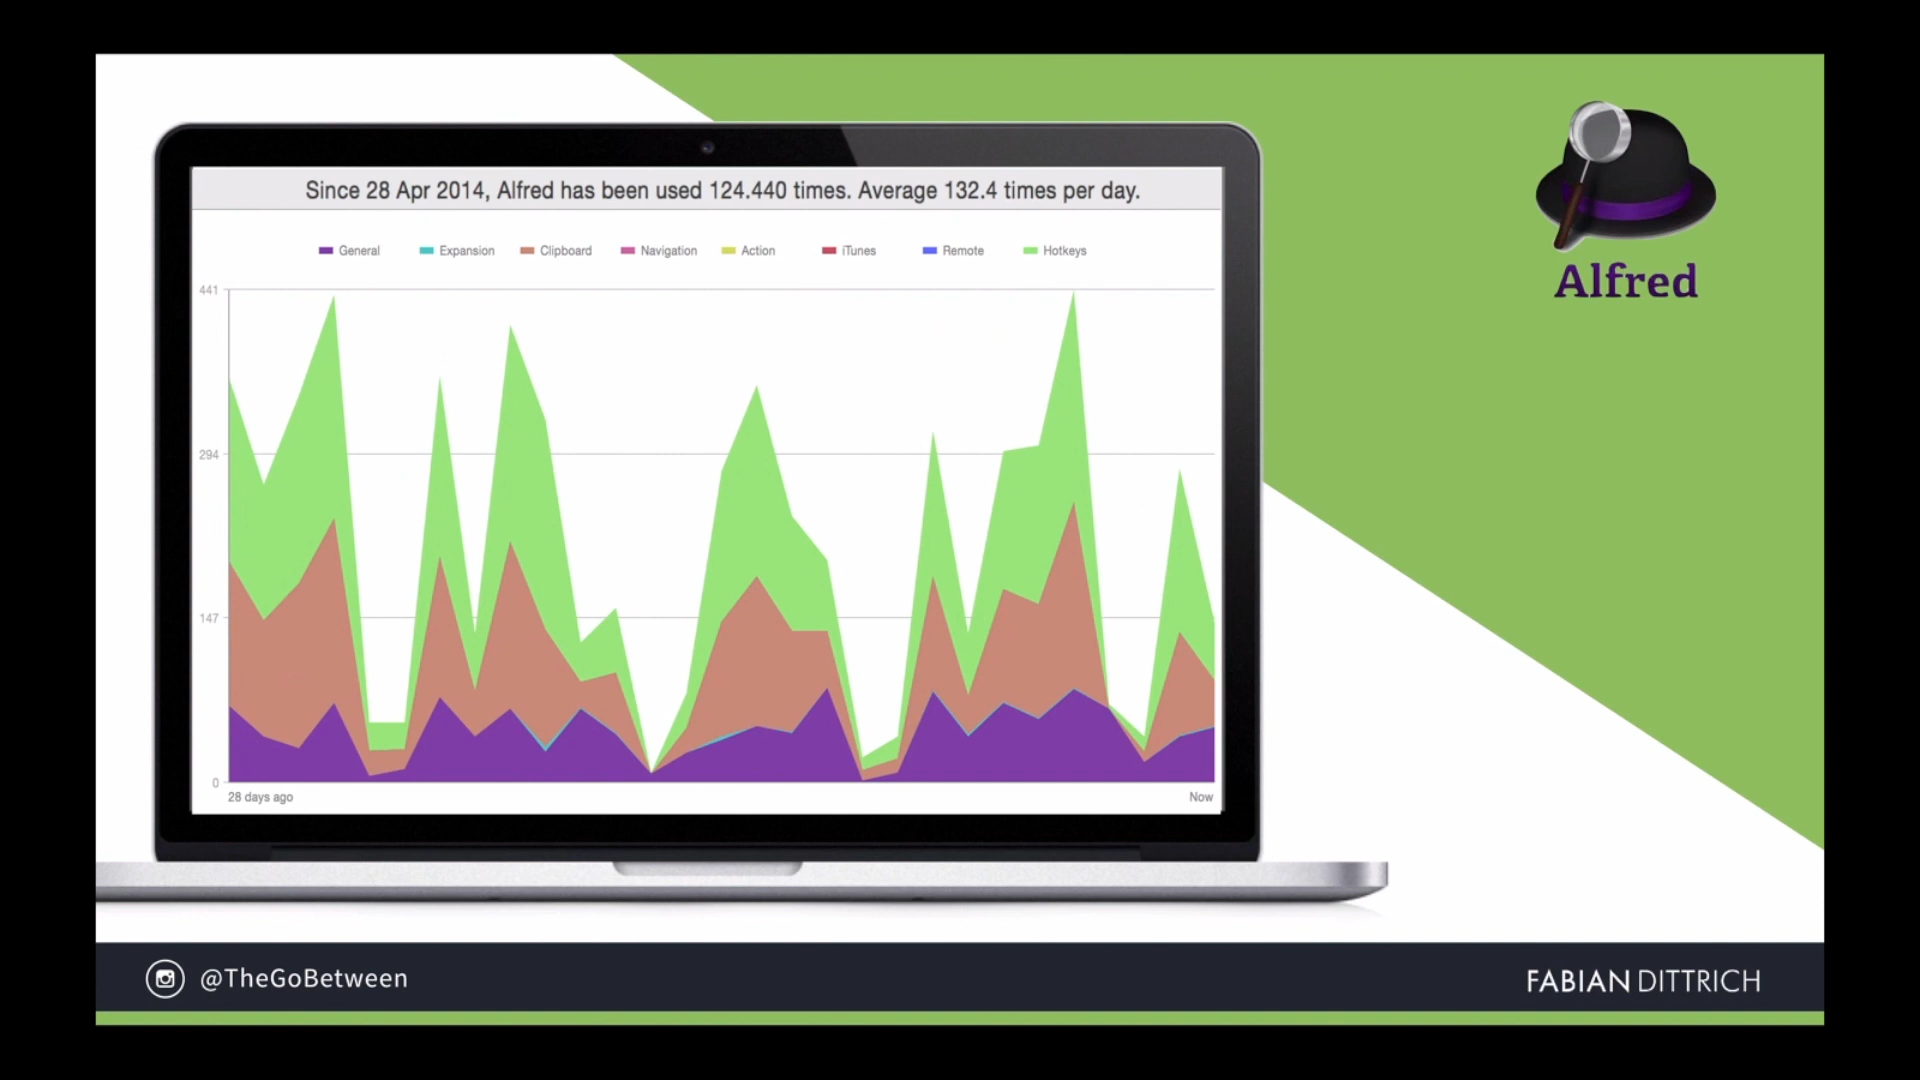 Since 28 Apr 2014, Alfred has been used 124.440 times. Average 132.4 times per day.
General Expansion Clipboard Navigation Action iTunes Remote Hotkeys
441
294
147
0
28 days ago Now
Alfred
@TheGoBetween
FABIAN DITTRICH